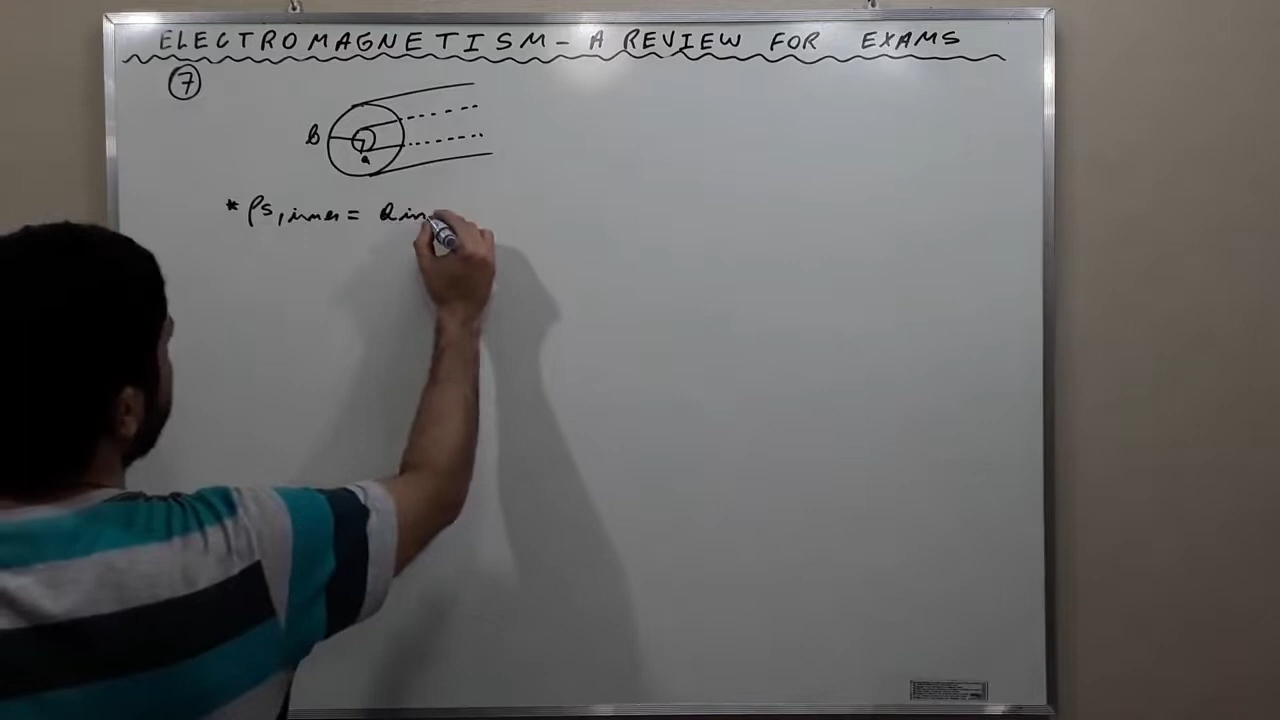 ELECTROMAGNETISM - A REVIEW FOR EXAMS
7
B
a
* ρs, inner = Qin